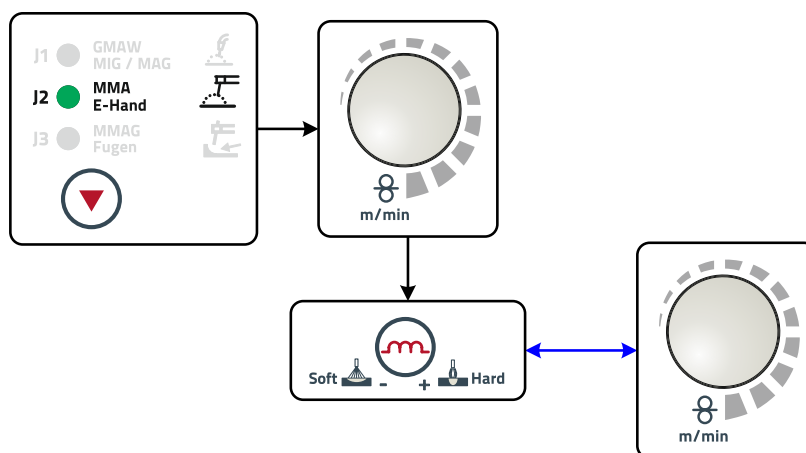 J1 GMAW
MIG / MAG
J2 MMA
E-Hand
J3 MMAG
Fugen
m/min
Soft - + Hard
m/min